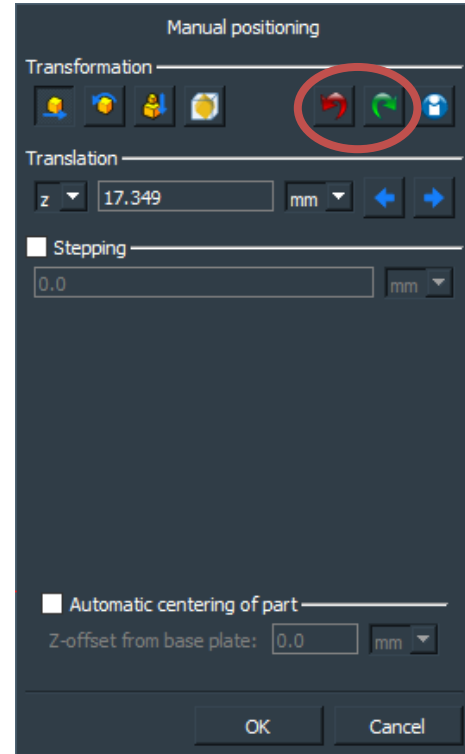 Manual positioning
Transformation
Translation
z 17.349 mm
Stepping
0.0 mm
Automatic centering of part
Z-offset from base plate: 0.0 mm
OK Cancel